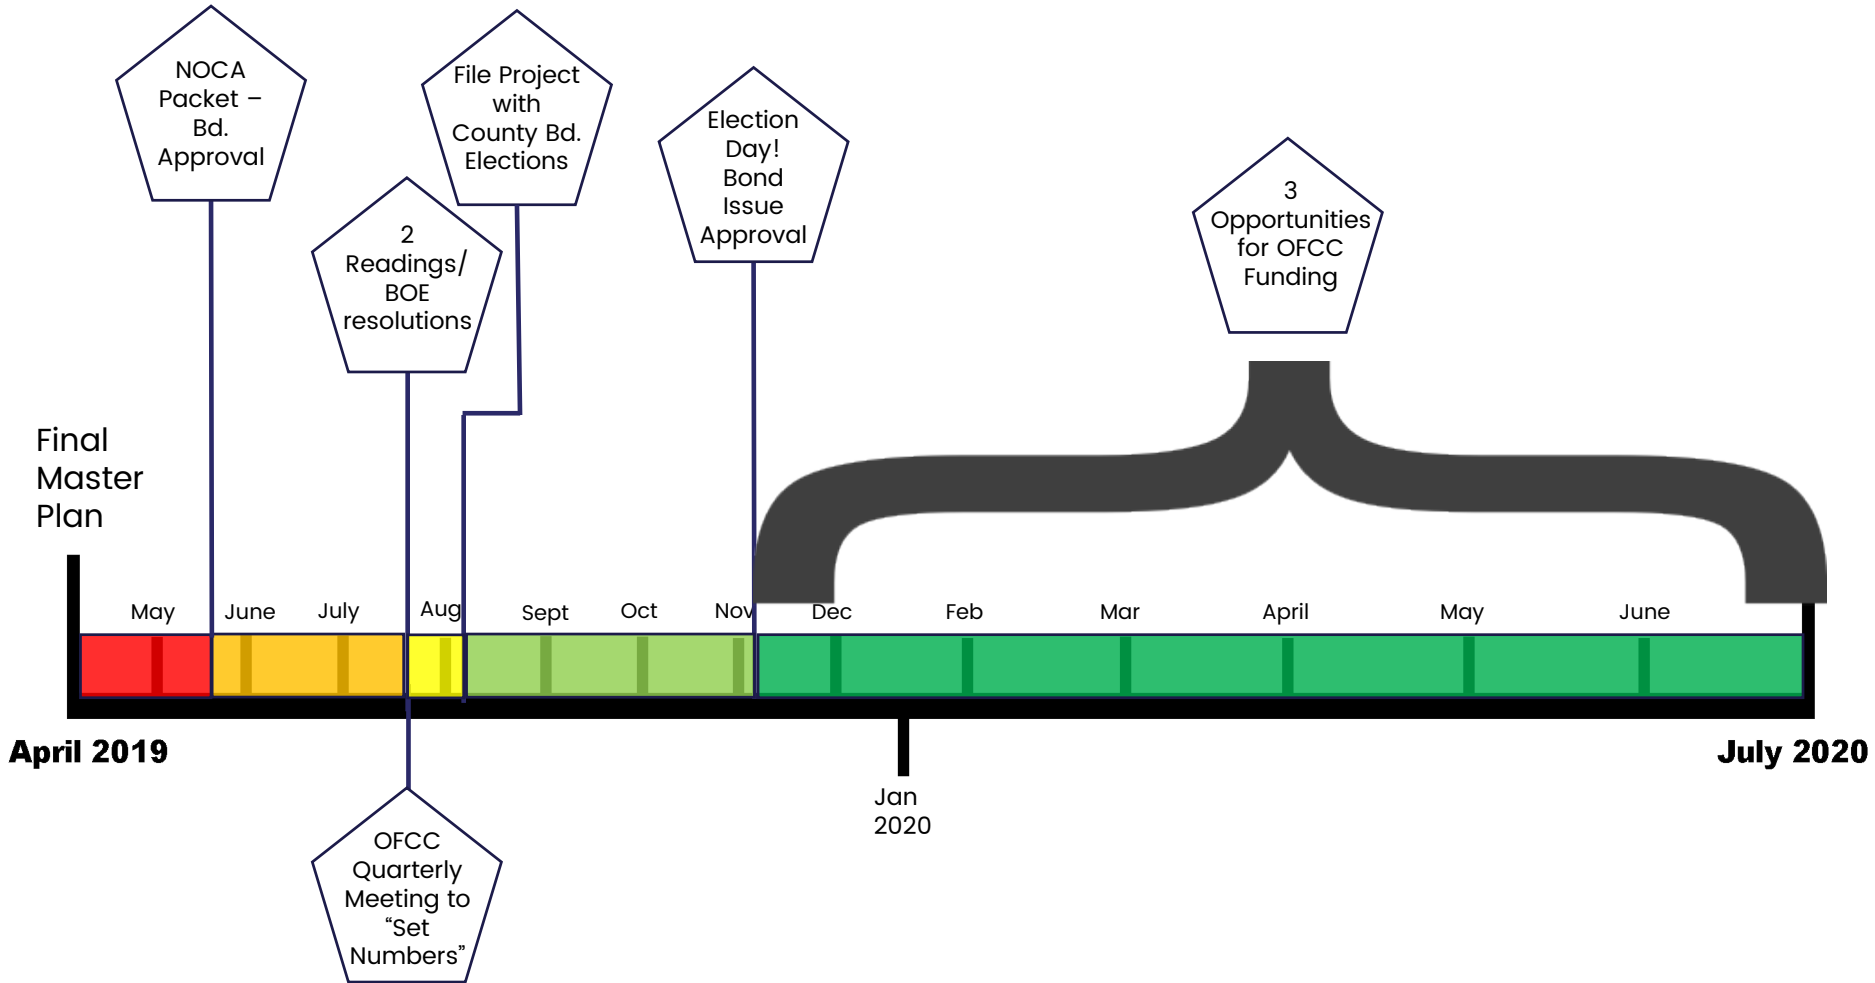 NOCA
Packet –
Bd.
Approval
File Project
with
County Bd.
Elections
Election
Day!
Bond
Issue
Approval
2
Readings/
BOE
resolutions
3
Opportunities
for OFCC
Funding
Final
Master
Plan
May
June
July
Aug
Sept
Oct
Nov
Dec
Feb
Mar
April
May
June
April 2019
July 2020
Jan
2020
OFCC
Quarterly
Meeting to
“Set
Numbers”